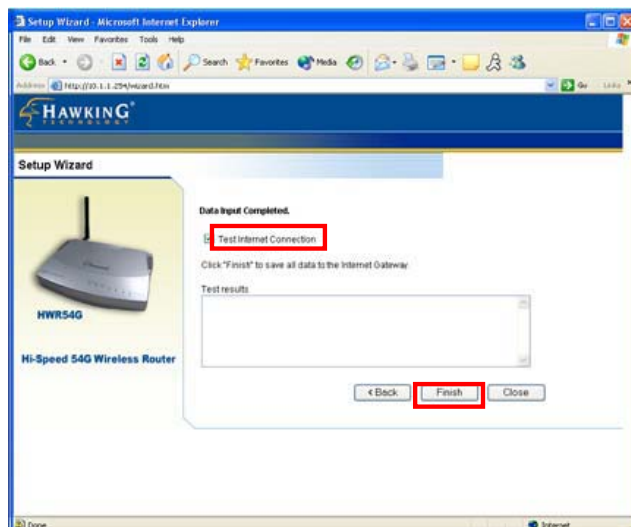 Setup Wizard - Microsoft Internet Explorer
File Edit View Favorites Tools Help
Back Search Favorites Media
Address http://10.1.1.254/wizard.htm Go Links
HAWKING
TECHNOLOGY
Setup Wizard
Data Input Completed.
Test Internet Connection
Click "Finish" to save all data to the Internet Gateway.
Test results
HWR54G
Hi-Speed 54G Wireless Router
< Back Finish Close
Done Internet